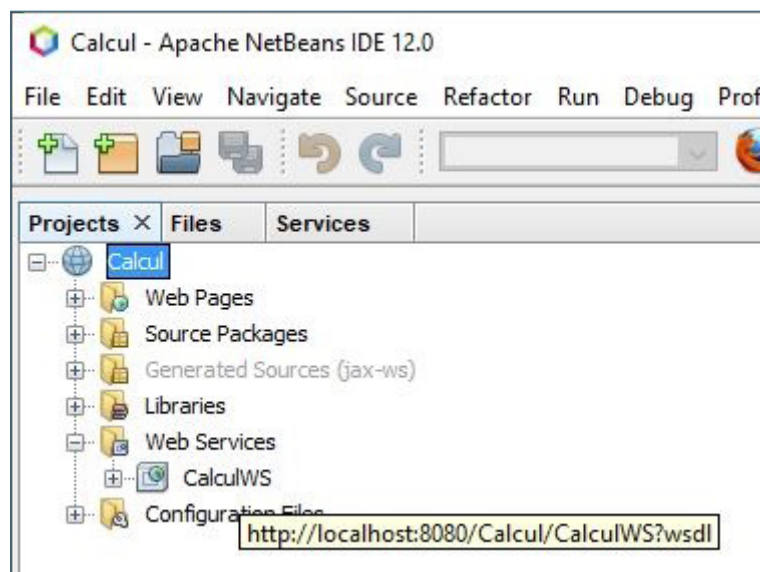 Calcul - Apache NetBeans IDE 12.0
File Edit View Navigate Source Refactor Run Debug Prof
Projects × Files Services
Calcul
Web Pages
Source Packages
Generated Sources (jax-ws)
Libraries
Web Services
CalculWS
Configuration Files
http://localhost:8080/Calcul/CalculWS?wsdl